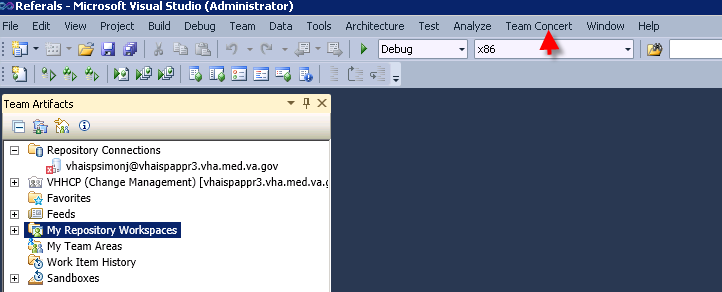 Referals - Microsoft Visual Studio (Administrator)
File Edit View Project Build Debug Team Data Tools Architecture Test Analyze Team Concert Window Help
Debug x86
Team Artifacts
Repository Connections
vhaispsimonj@vhaispappr3.vha.med.va.gov
VHHCP (Change Management) [vhaispappr3.vha.med.va.g
Favorites
Feeds
My Repository Workspaces
My Team Areas
Work Item History
Sandboxes